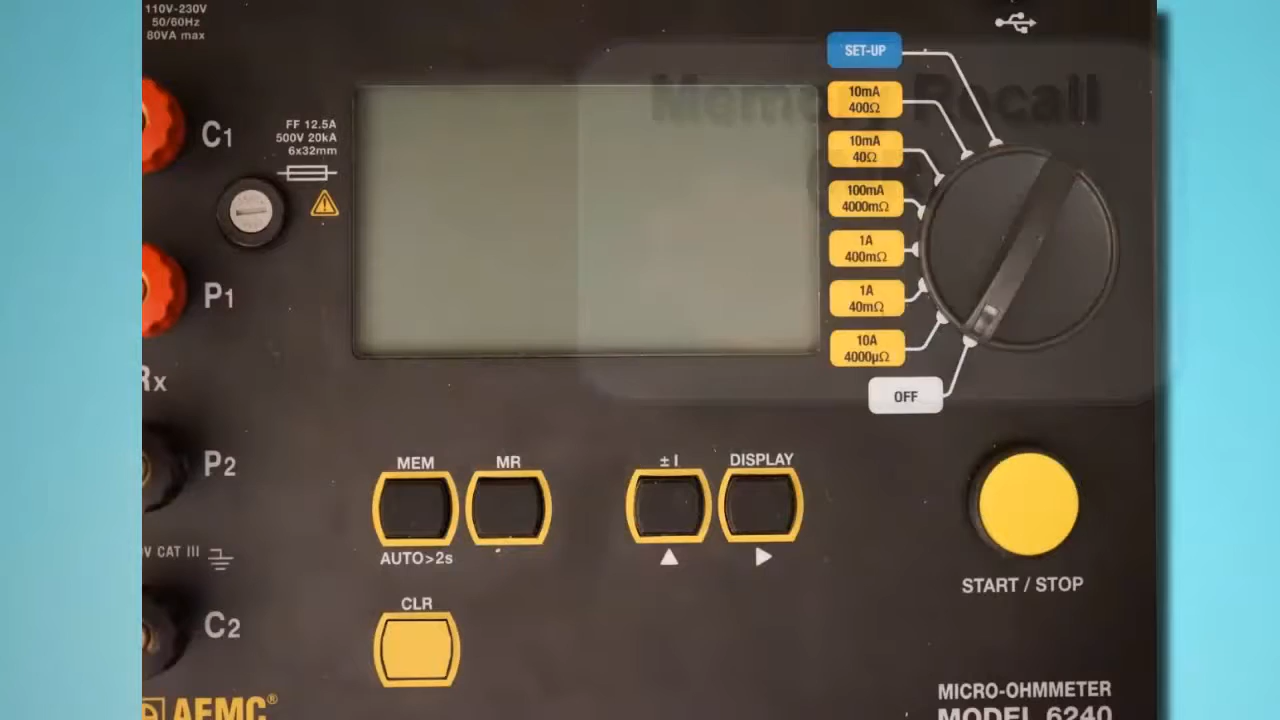 110V-230V
50/60Hz
80VA max
SET-UP
Memory Recall
10mA
400Ω
10mA
40Ω
100mA
4000mΩ
1A
400mΩ
1A
40mΩ
10A
4000µΩ
OFF
C1
FF 12.5A
500V 20kA
6x32mm
P1
Rx
P2
V CAT III
C2
MEM
MR
± I
DISPLAY
AUTO>2s
CLR
START / STOP
AEMC®
MICRO-OHMMETER
MODEL 6240